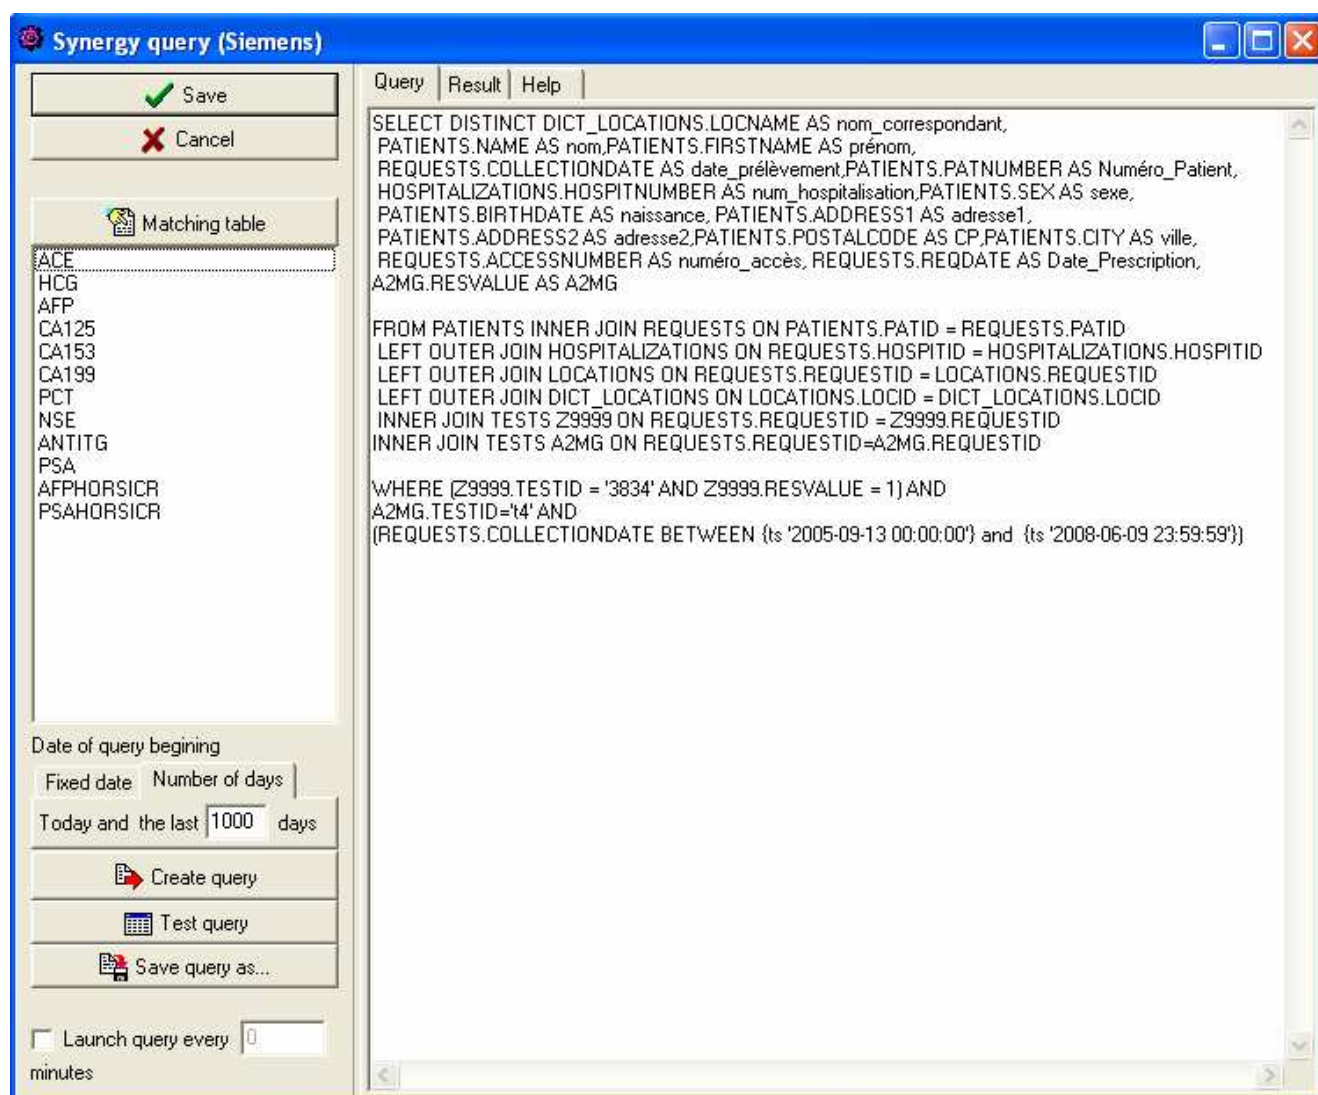 Synergy query (Siemens)
Save
Cancel
Matching table
ACE
HCG
AFP
CA125
CA153
CA199
PCT
NSE
ANTITG
PSA
AFPHORSICR
PSAHORSICR
Date of query begining
Fixed date Number of days
Today and the last 1000 days
Create query
Test query
Save query as...
Launch query every 0
minutes
Query Result Help
SELECT DISTINCT DICT_LOCATIONS.LOCNAME AS nom_correspondant,
PATIENTS.NAME AS nom,PATIENTS.FIRSTNAME AS prénom,
REQUESTS.COLLECTIONDATE AS date_prélèvement,PATIENTS.PATNUMBER AS Numéro_Patient,
HOSPITALIZATIONS.HOSPITNUMBER AS num_hospitalisation,PATIENTS.SEX AS sexe,
PATIENTS.BIRTHDATE AS naissance, PATIENTS.ADDRESS1 AS adresse1,
PATIENTS.ADDRESS2 AS adresse2,PATIENTS.POSTALCODE AS CP,PATIENTS.CITY AS ville,
REQUESTS.ACCESSNUMBER AS numéro_accès, REQUESTS.REQDATE AS Date_Prescription,
A2MG.RESVALUE AS A2MG
FROM PATIENTS INNER JOIN REQUESTS ON PATIENTS.PATID = REQUESTS.PATID
LEFT OUTER JOIN HOSPITALIZATIONS ON REQUESTS.HOSPITID = HOSPITALIZATIONS.HOSPITID
LEFT OUTER JOIN LOCATIONS ON REQUESTS.REQUESTID = LOCATIONS.REQUESTID
LEFT OUTER JOIN DICT_LOCATIONS ON LOCATIONS.LOCID = DICT_LOCATIONS.LOCID
INNER JOIN TESTS Z9999 ON REQUESTS.REQUESTID = Z9999.REQUESTID
INNER JOIN TESTS A2MG ON REQUESTS.REQUESTID=A2MG.REQUESTID
WHERE (Z9999.TESTID = '3834' AND Z9999.RESVALUE = 1) AND
A2MG.TESTID='t4' AND
(REQUESTS.COLLECTIONDATE BETWEEN {ts '2005-09-13 00:00:00'} and {ts '2008-06-09 23:59:59'})